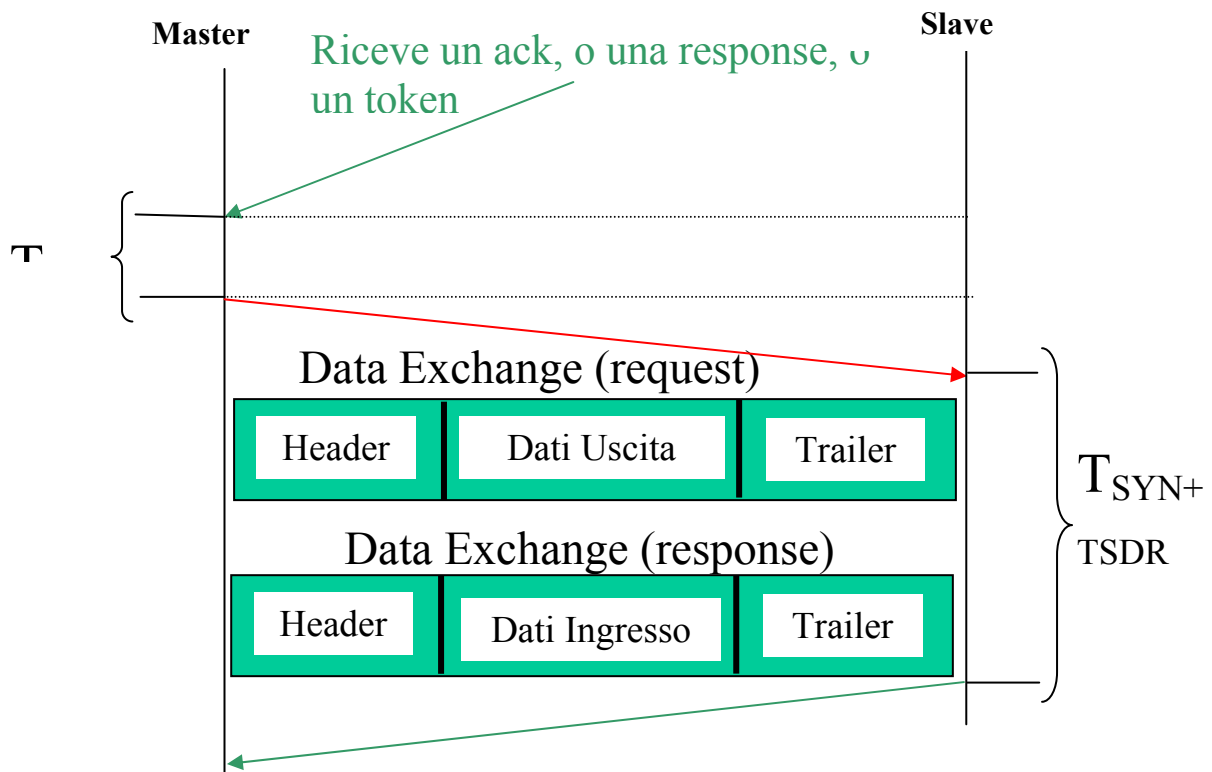 Master
Slave
Riceve un ack, o una response, o
un token
T
Data Exchange (request)
Header Dati Uscita Trailer
TSYN+
TSDR
Data Exchange (response)
Header Dati Ingresso Trailer